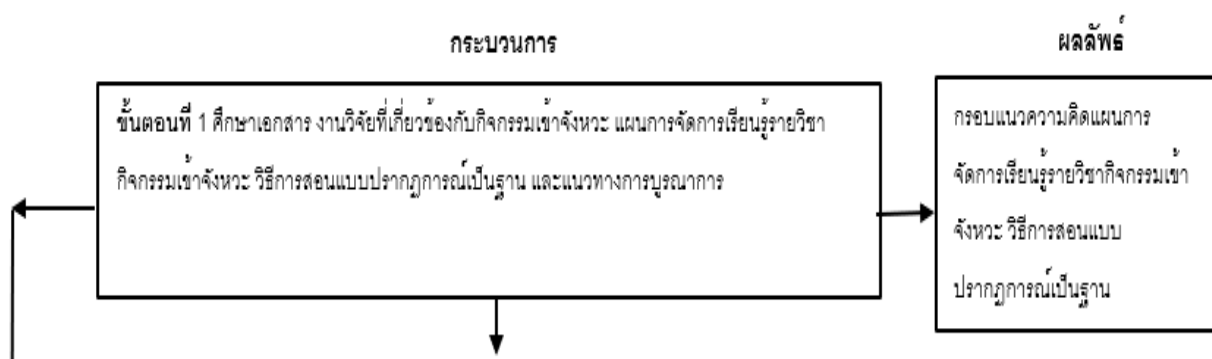 กระบวนการ
ผลลัพธ์
ขั้นตอนที่ 1 ศึกษาเอกสาร งานวิจัยที่เกี่ยวข้องกับกิจกรรมเข้าจังหวะ แผนการจัดการเรียนรู้รายวิชา
กิจกรรมเข้าจังหวะ วิธีการสอนแบบปรากฏการณ์เป็นฐาน และแนวทางการบูรณาการ
กรอบแนวความคิดแผนการ
จัดการเรียนรู้รายวิชากิจกรรมเข้า
จังหวะ วิธีการสอนแบบ
ปรากฏการณ์เป็นฐาน